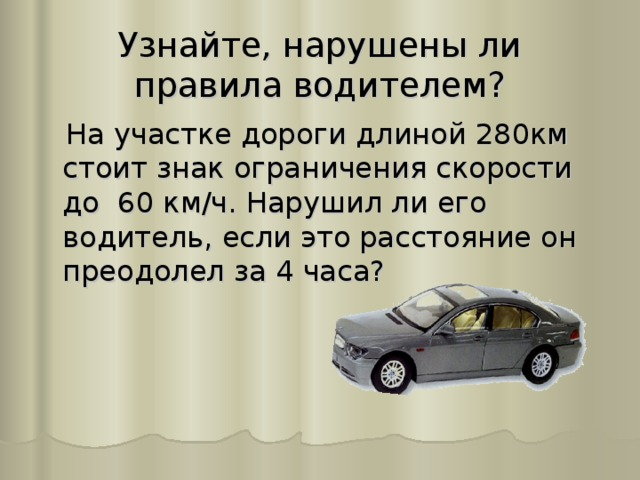 Узнайте, нарушены ли
правила водителем?
На участке дороги длиной 280км
стоит знак ограничения скорости
до 60 км/ч. Нарушил ли его
водитель, если это расстояние он
преодолел за 4 часа?